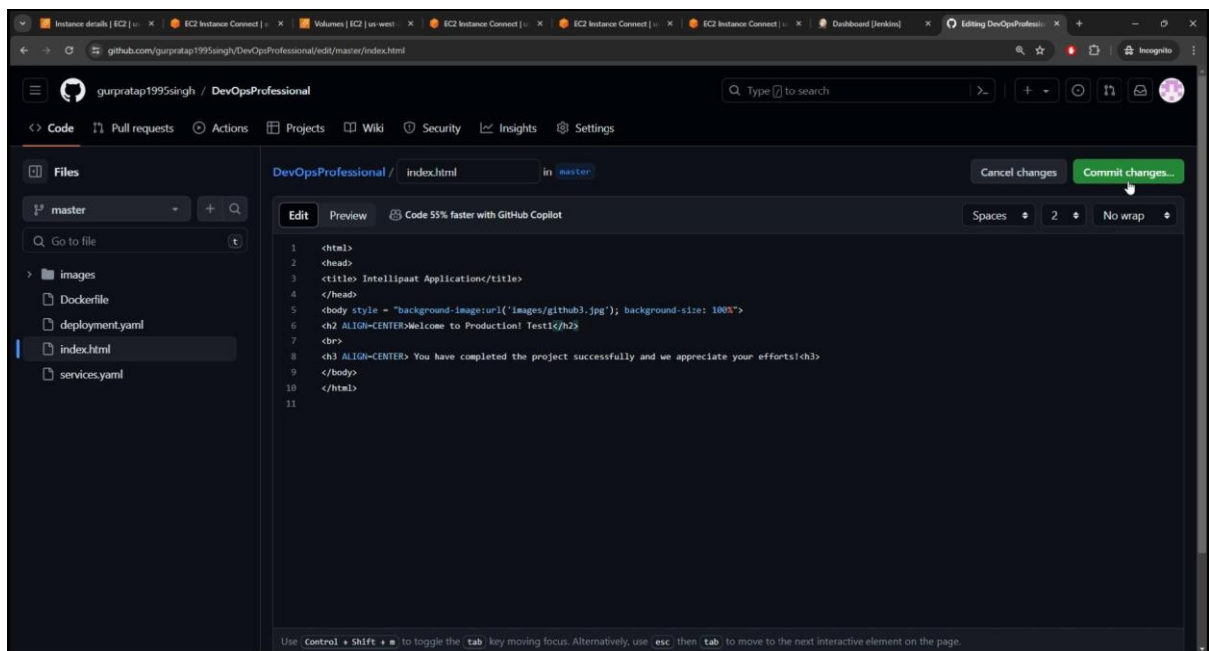 Instance details | EC2 | u
EC2 Instance Connect |
Volumes | EC2 | us-west-
EC2 Instance Connect | u
EC2 Instance Connect | u
EC2 Instance Connect | u
Dashboard [Jenkins]
Editing DevOpsProfessio
github.com/gurpratap1995singh/DevOpsProfessional/edit/master/index.html
Incognito
gurpratap1995singh / DevOpsProfessional
Type / to search
<> Code Pull requests Actions Projects Wiki Security Insights Settings
Files
DevOpsProfessional / index.html in master
Cancel changes Commit changes...
master
Edit Preview Code 55% faster with GitHub Copilot
Spaces 2 No wrap
Go to file t
images
Dockerfile
deployment.yaml
index.html
services.yaml
1 <html>
2 <head>
3 <title> Intellipaat Application</title>
4 </head>
5 <body style = "background-image:url('images/github3.jpg'); background-size: 100%">
6 <h2 ALIGN=CENTER>Welcome to Production! Test1</h2>
7 <br>
8 <h3 ALIGN=CENTER> You have completed the project successfully and we appreciate your efforts!<h3>
9 </body>
10 </html>
11
Use Control + Shift + m to toggle the tab key moving focus. Alternatively, use esc then tab to move to the next interactive element on the page.